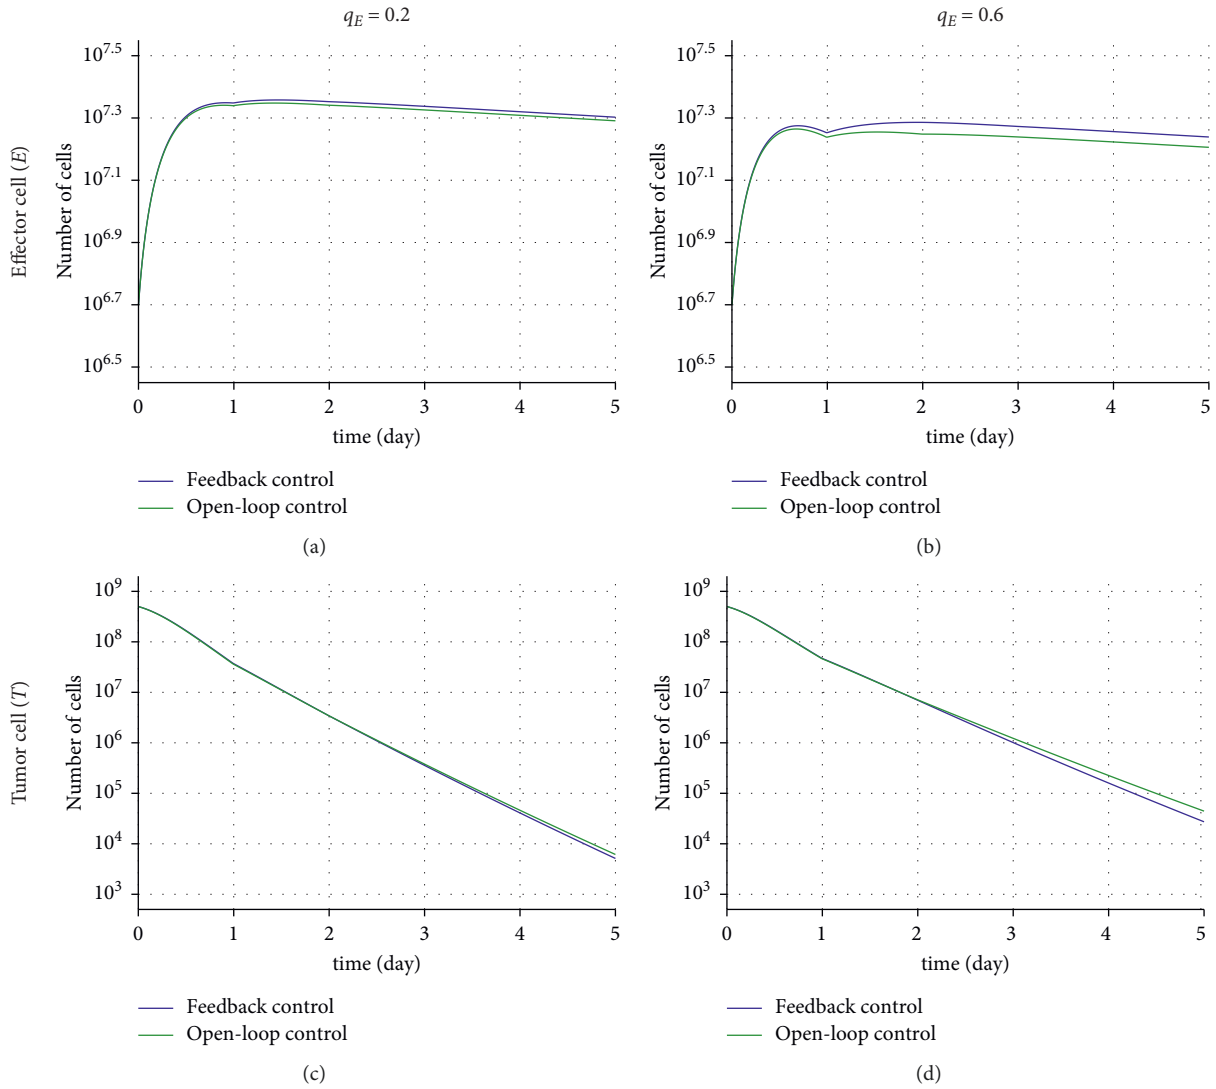 q_E = 0.2
q_E = 0.6
Effector cell (E)
Number of cells
10^7.5
10^7.3
10^7.1
10^6.9
10^6.7
10^6.5
0 1 2 3 4 5
time (day)
Feedback control
Open-loop control
(a)
Number of cells
10^7.5
10^7.3
10^7.1
10^6.9
10^6.7
10^6.5
0 1 2 3 4 5
time (day)
Feedback control
Open-loop control
(b)
Tumor cell (T)
Number of cells
10^9
10^8
10^7
10^6
10^5
10^4
10^3
0 1 2 3 4 5
time (day)
Feedback control
Open-loop control
(c)
Number of cells
10^9
10^8
10^7
10^6
10^5
10^4
10^3
0 1 2 3 4 5
time (day)
Feedback control
Open-loop control
(d)